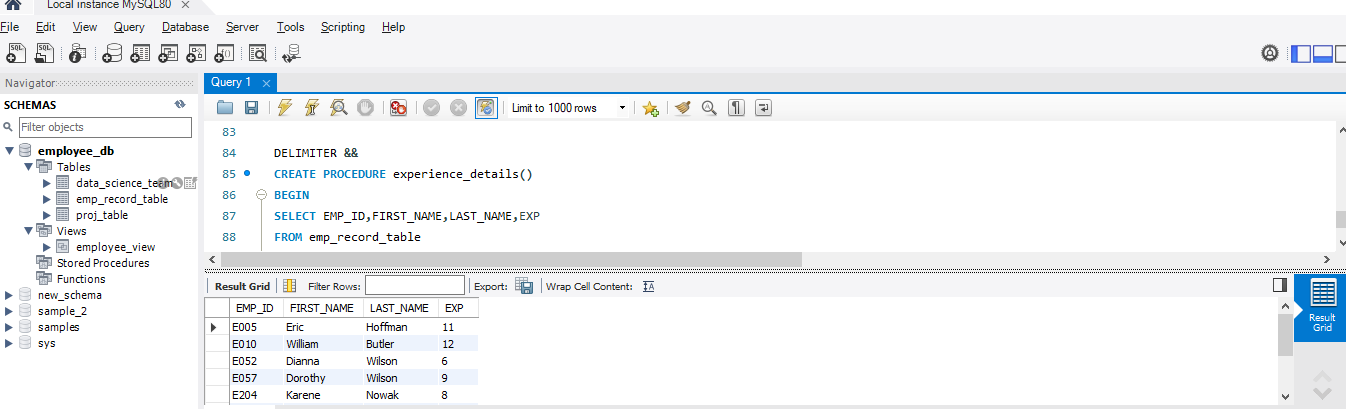 Local instance MySQL80 ×
File Edit View Query Database Server Tools Scripting Help
Navigator
SCHEMAS
Filter objects
employee_db
Tables
data_science_team
emp_record_table
proj_table
Views
employee_view
Stored Procedures
Functions
new_schema
sample_2
samples
sys
Query 1 ×
Limit to 1000 rows
83
84 DELIMITER &&
85 CREATE PROCEDURE experience_details()
86 BEGIN
87 SELECT EMP_ID,FIRST_NAME,LAST_NAME,EXP
88 FROM emp_record_table
Result Grid Filter Rows: Export: Wrap Cell Content:
EMP_ID FIRST_NAME LAST_NAME EXP
E005 Eric Hoffman 11
E010 William Butler 12
E052 Dianna Wilson 6
E057 Dorothy Wilson 9
E204 Karene Nowak 8
Result
Grid